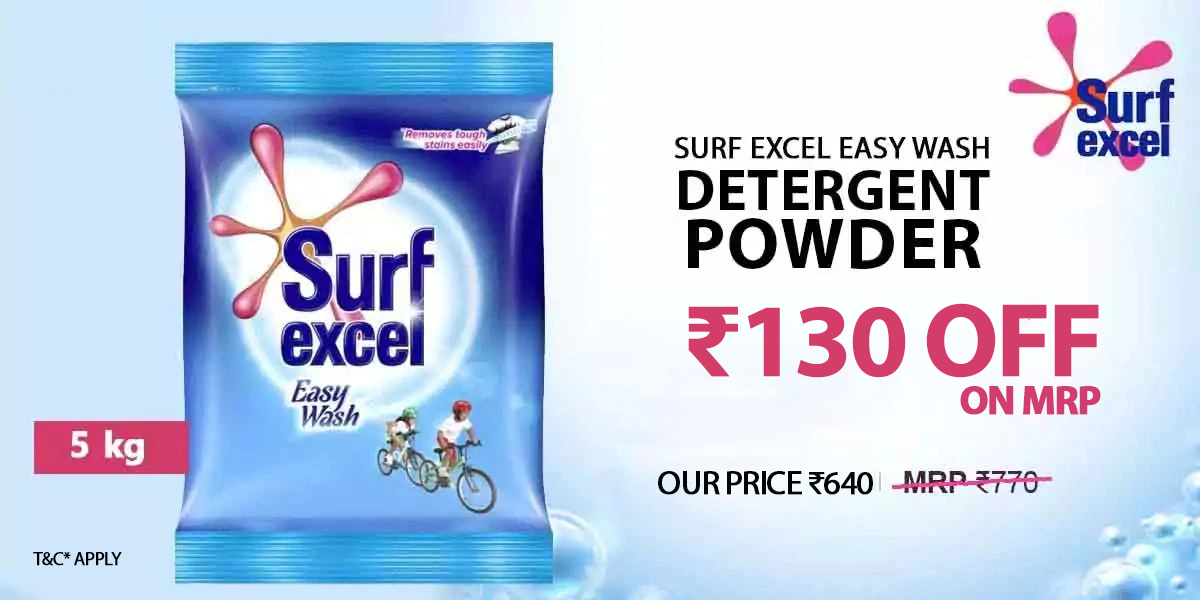 Removes tough
stains easily
Surf
excel
Easy
Wash
5 kg
T&C* APPLY
Surf
excel
SURF EXCEL EASY WASH
DETERGENT
POWDER
₹130 OFF
ON MRP
OUR PRICE ₹640 | MRP ₹770